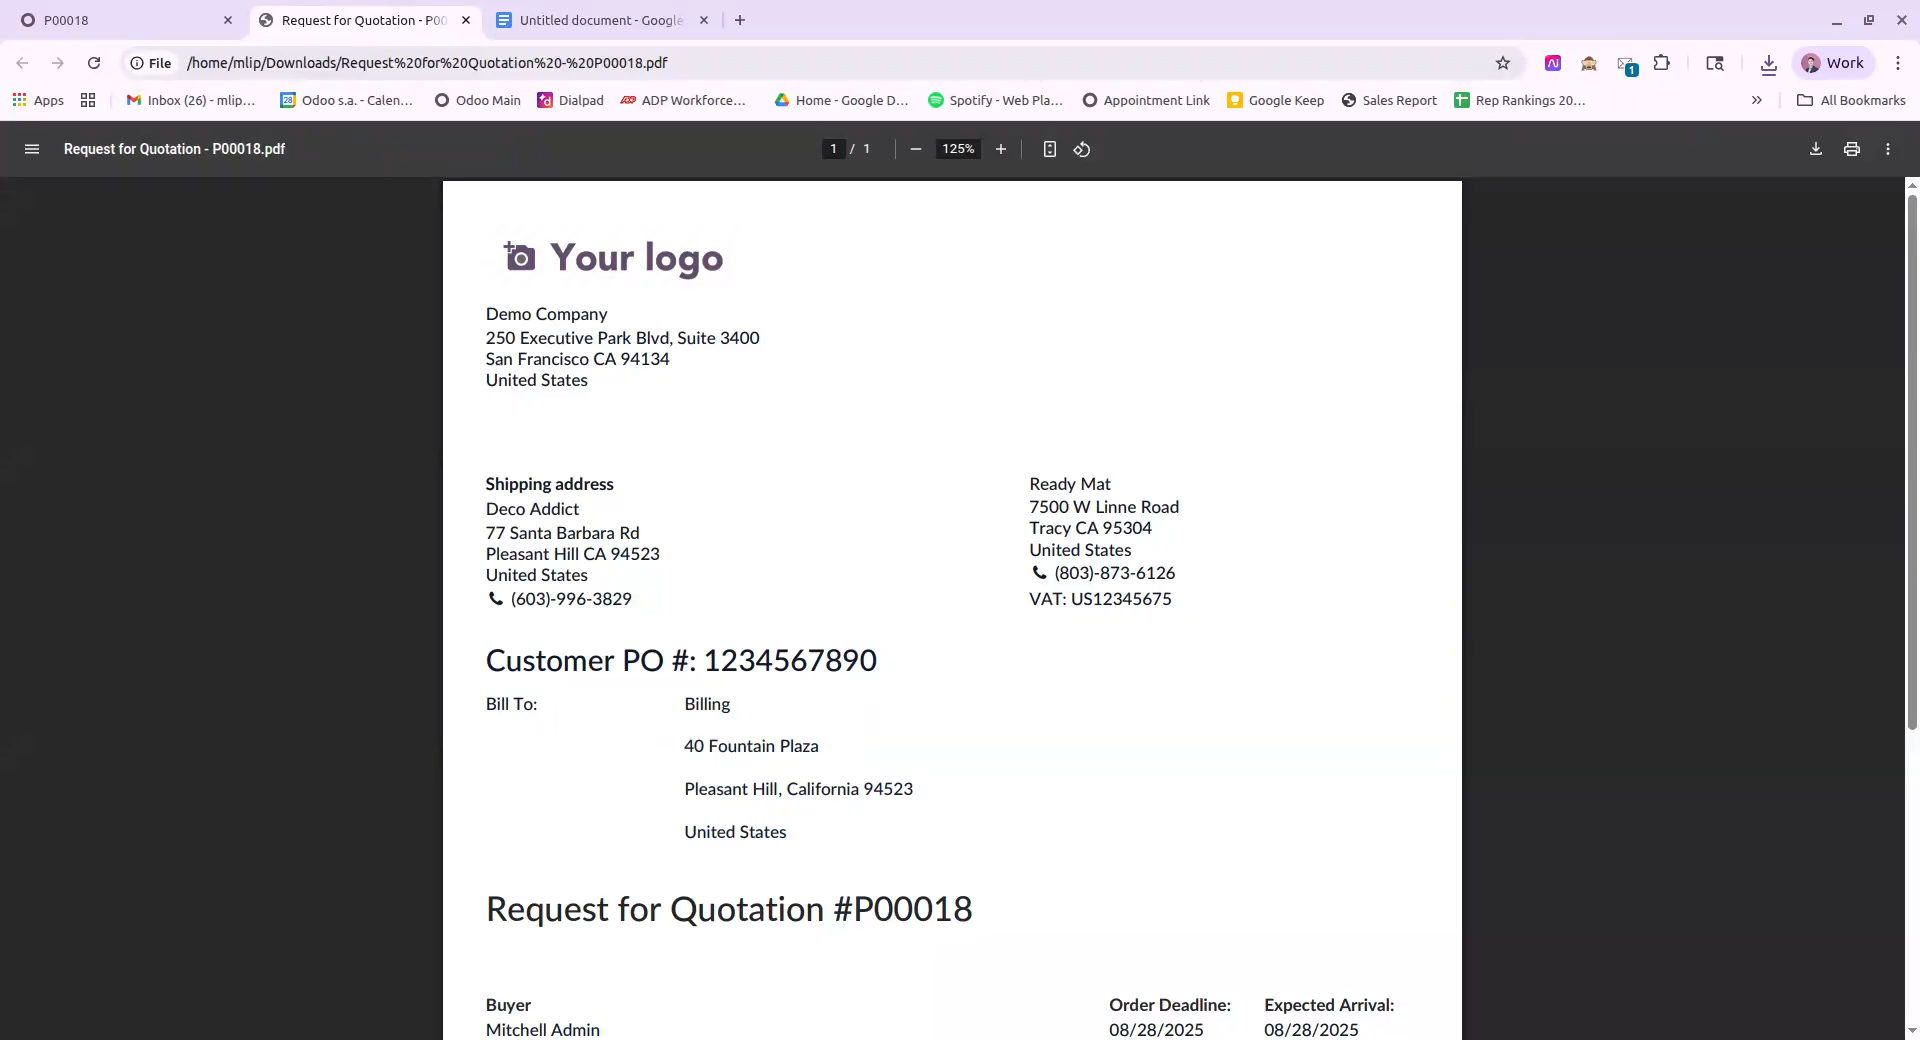 P00018
Request for Quotation - P00
Untitled document - Google
File
/home/mlip/Downloads/Request%20for%20Quotation%20-%20P00018.pdf
1
Work
Apps
Inbox (26) - mlip...
28
Odoo s.a. - Calen...
Odoo Main
Dialpad
ADP Workforce...
Home - Google D...
Spotify - Web Pla...
Appointment Link
Google Keep
Sales Report
Rep Rankings 20...
All Bookmarks
Request for Quotation - P00018.pdf
1 / 1
125%
Your logo
Demo Company
250 Executive Park Blvd, Suite 3400
San Francisco CA 94134
United States
Shipping address
Deco Addict
77 Santa Barbara Rd
Pleasant Hill CA 94523
United States
(603)-996-3829
Ready Mat
7500 W Linne Road
Tracy CA 95304
United States
(803)-873-6126
VAT: US12345675
Customer PO #: 1234567890
Bill To:
Billing
40 Fountain Plaza
Pleasant Hill, California 94523
United States
Request for Quotation #P00018
Buyer
Mitchell Admin
Order Deadline:
08/28/2025
Expected Arrival:
08/28/2025